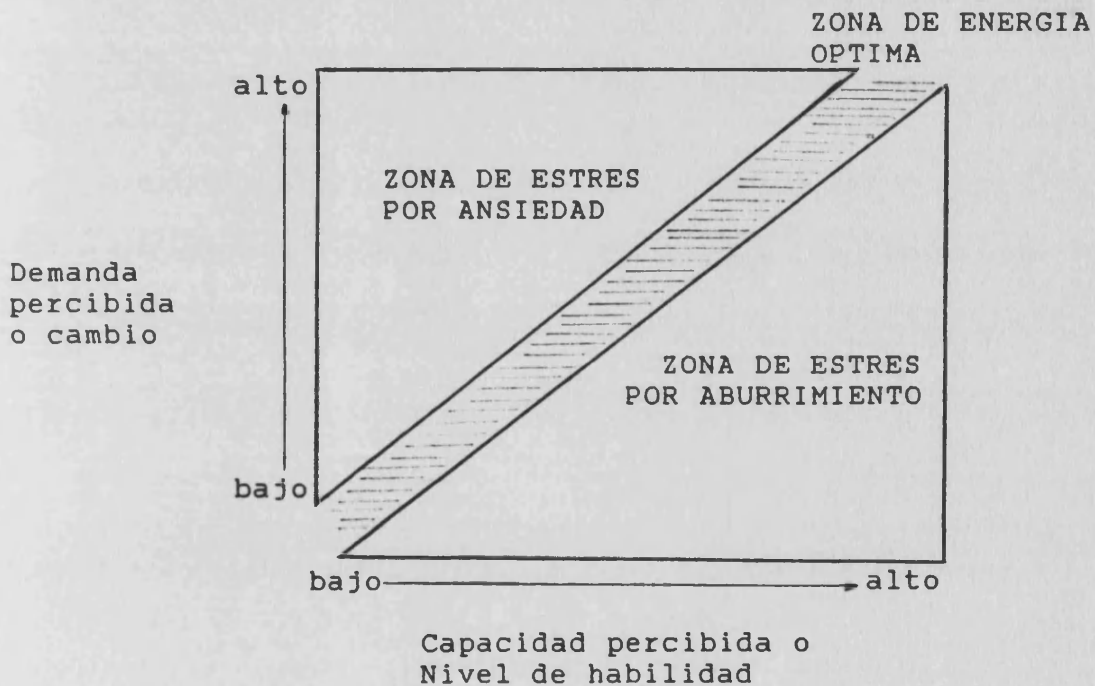 ZONA DE ENERGIA
OPTIMA
alto
ZONA DE ESTRES
POR ANSIEDAD
Demanda
percibida
o cambio
ZONA DE ESTRES
POR ABURRIMIENTO
bajo
bajo
alto
Capacidad percibida o
Nivel de habilidad